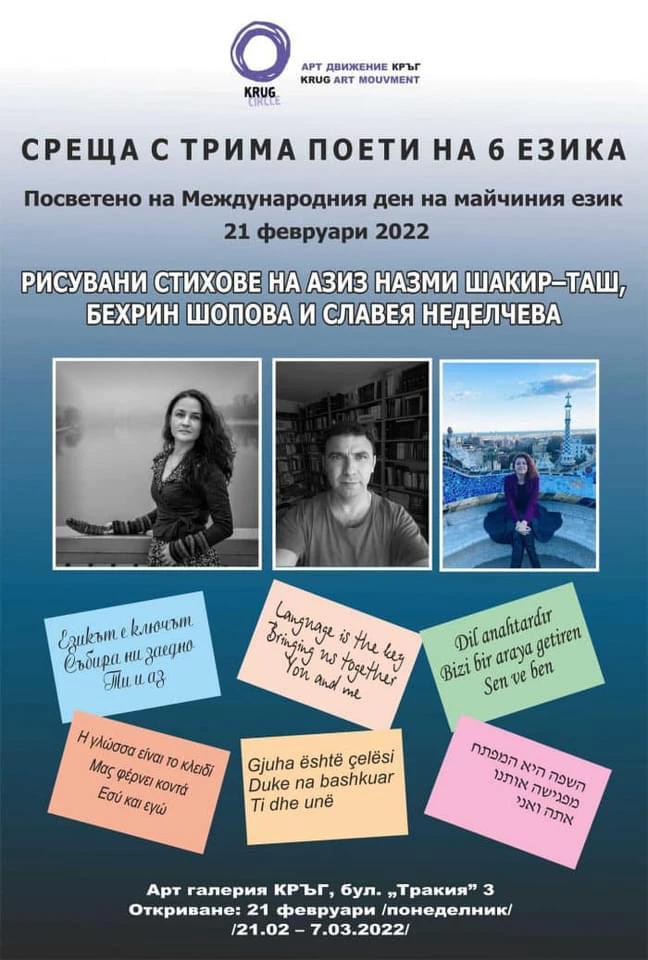 АРТ ДВИЖЕНИЕ КРЪГ
KRUG ART MOUVMENT
KRUG
CIRCLE
СРЕЩА С ТРИМА ПОЕТИ НА 6 ЕЗИКА
Посветено на Международния ден на майчиния език
21 февруари 2022
РИСУВАНИ СТИХОВЕ НА АЗИЗ НАЗМИ ШАКИР–ТАШ,
БЕХРИН ШОПОВА И СЛАВЕЯ НЕДЕЛЧЕВА
Езикът е ключът
Събира ни заедно
Ти и аз
Language is the key
Bringing us together
You and me
Dil anahtardır
Bizi bir araya getiren
Sen ve ben
Η γλώσσα είναι το κλειδί
Μας φέρνει κοντά
Εσύ και εγώ
Gjuha është çelësi
Duke na bashkuar
Ti dhe unë
השפה היא המפתח
מפגישה אותנו
אתה ואני
Арт галерия КРЪГ, бул. „Тракия” 3
Откриване: 21 февруари /понеделник/
/21.02 – 7.03.2022/